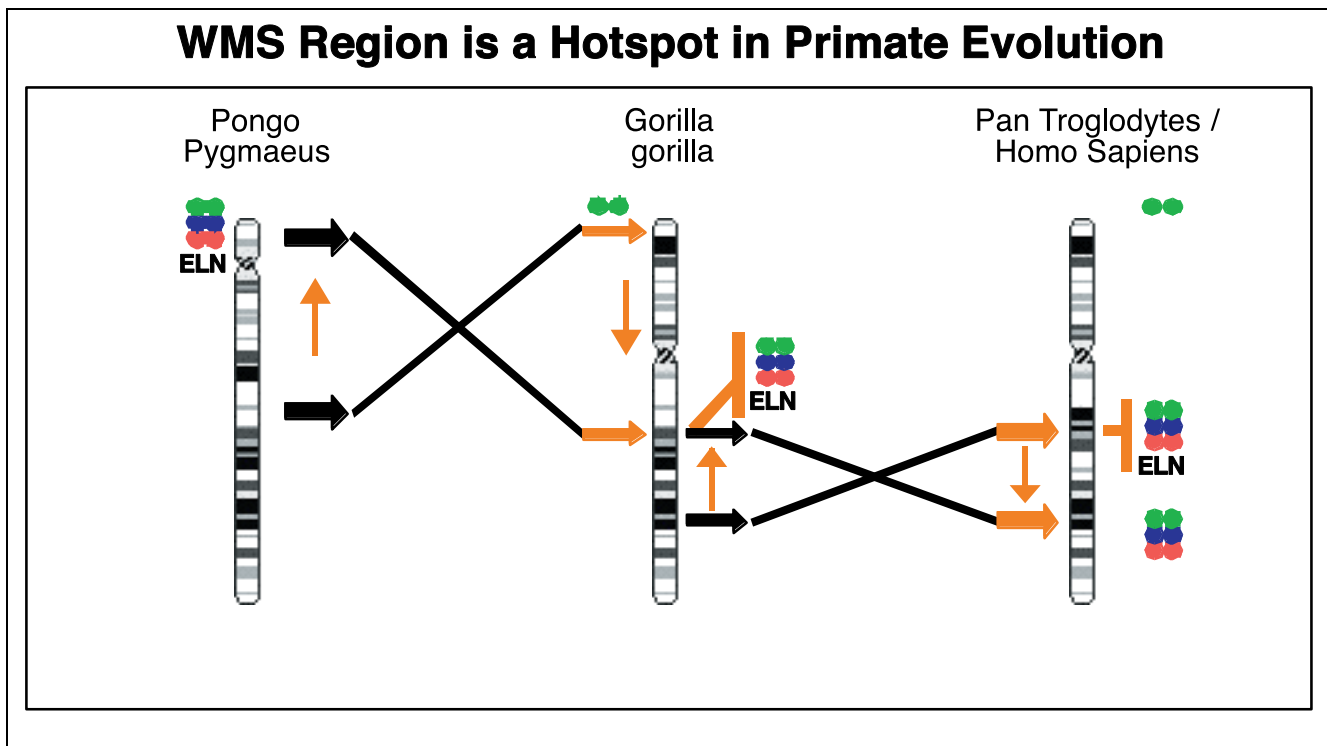 WMS Region is a Hotspot in Primate Evolution
Pongo
Pygmaeus
Gorilla
gorilla
Pan Troglodytes /
Homo Sapiens
ELN
ELN
ELN